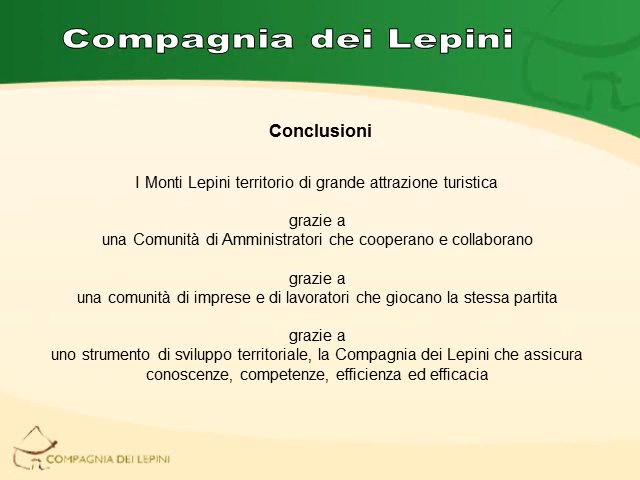 Compagnia dei Lepini
Conclusioni
I Monti Lepini territorio di grande attrazione turistica
grazie a
una Comunità di Amministratori che cooperano e collaborano
grazie a
una comunità di imprese e di lavoratori che giocano la stessa partita
grazie a
uno strumento di sviluppo territoriale, la Compagnia dei Lepini che assicura
conoscenze, competenze, efficienza ed efficacia
COMPAGNIA DEI LEPINI